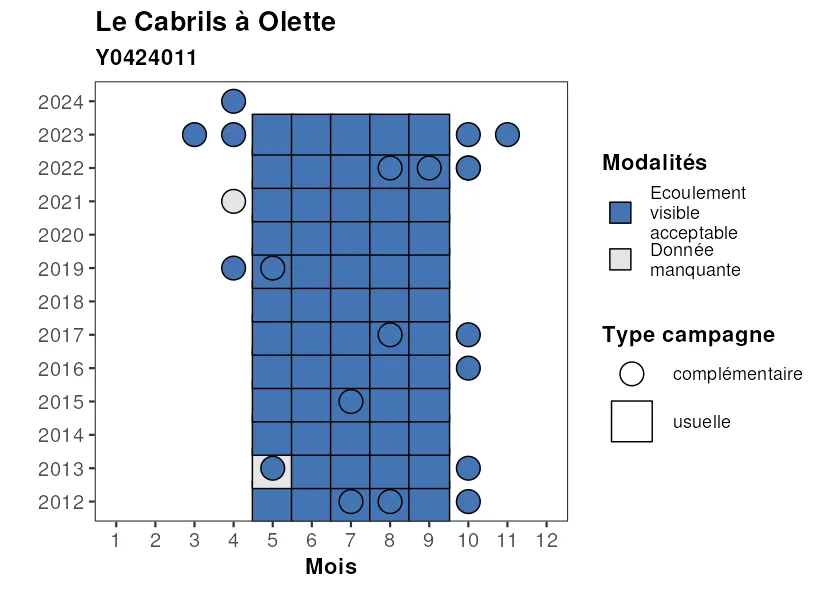 Le Cabrils à Olette
Y0424011
2024
2023
2022
2021
2020
2019
2018
2017
2016
2015
2014
2013
2012
1 2 3 4 5 6 7 8 9 10 11 12
Mois
Modalités
Ecoulement
visible
acceptable
Donnée
manquante
Type campagne
complémentaire
usuelle